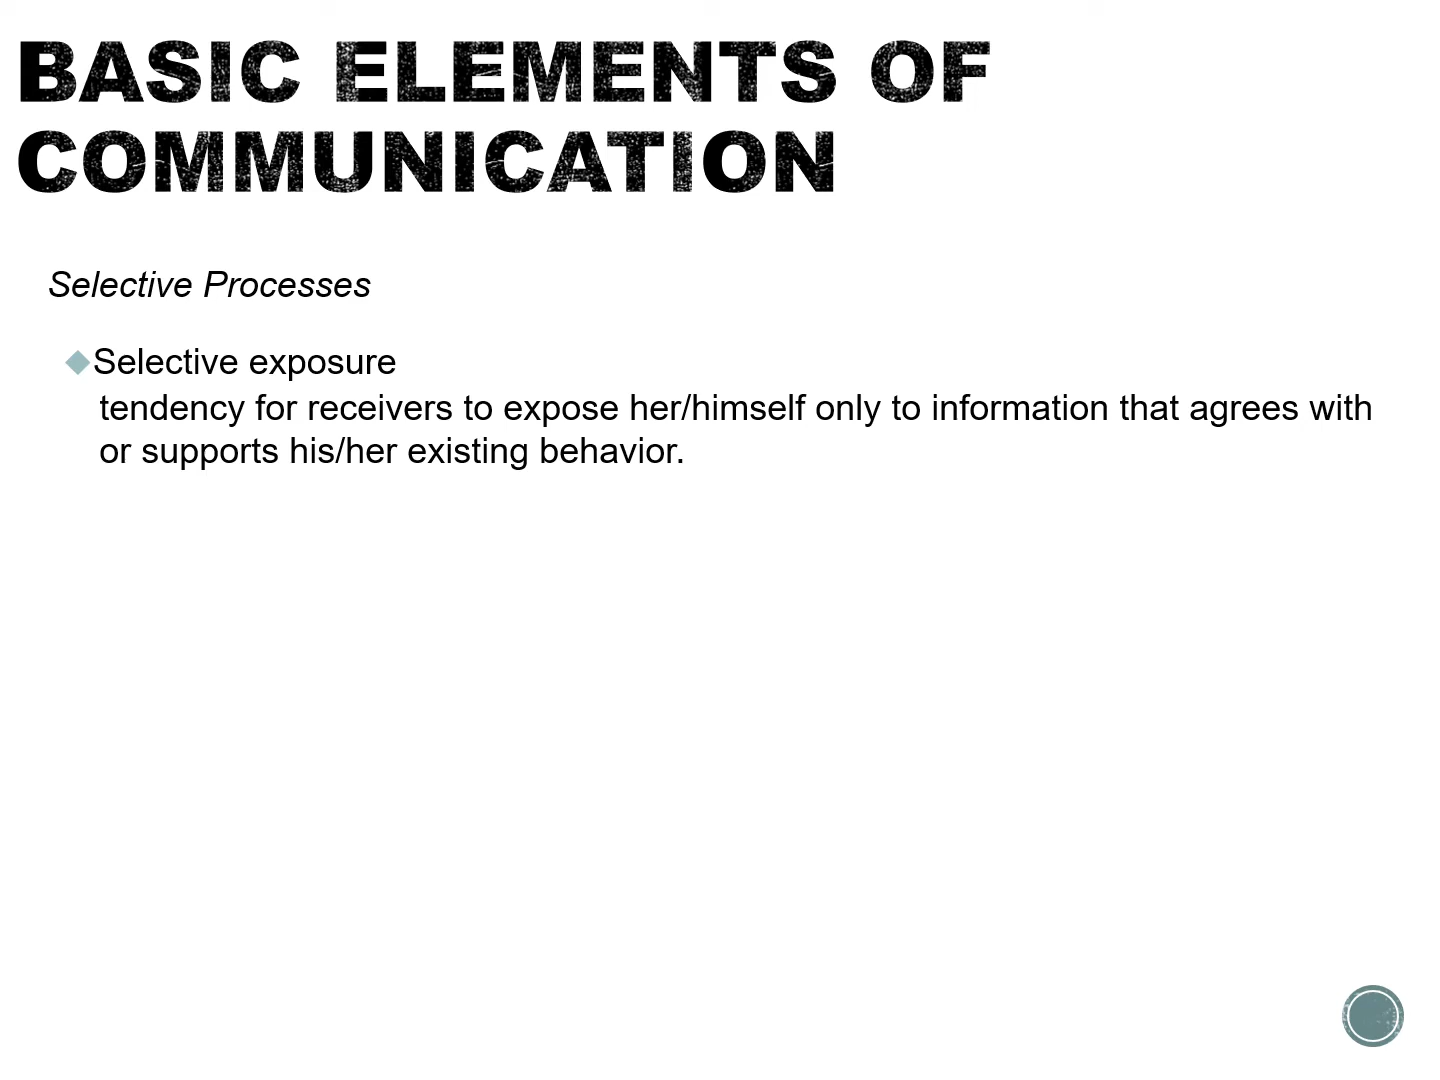 BASIC ELEMENTS OF
COMMUNICATION
Selective Processes
Selective exposure
tendency for receivers to expose her/himself only to information that agrees with
or supports his/her existing behavior.